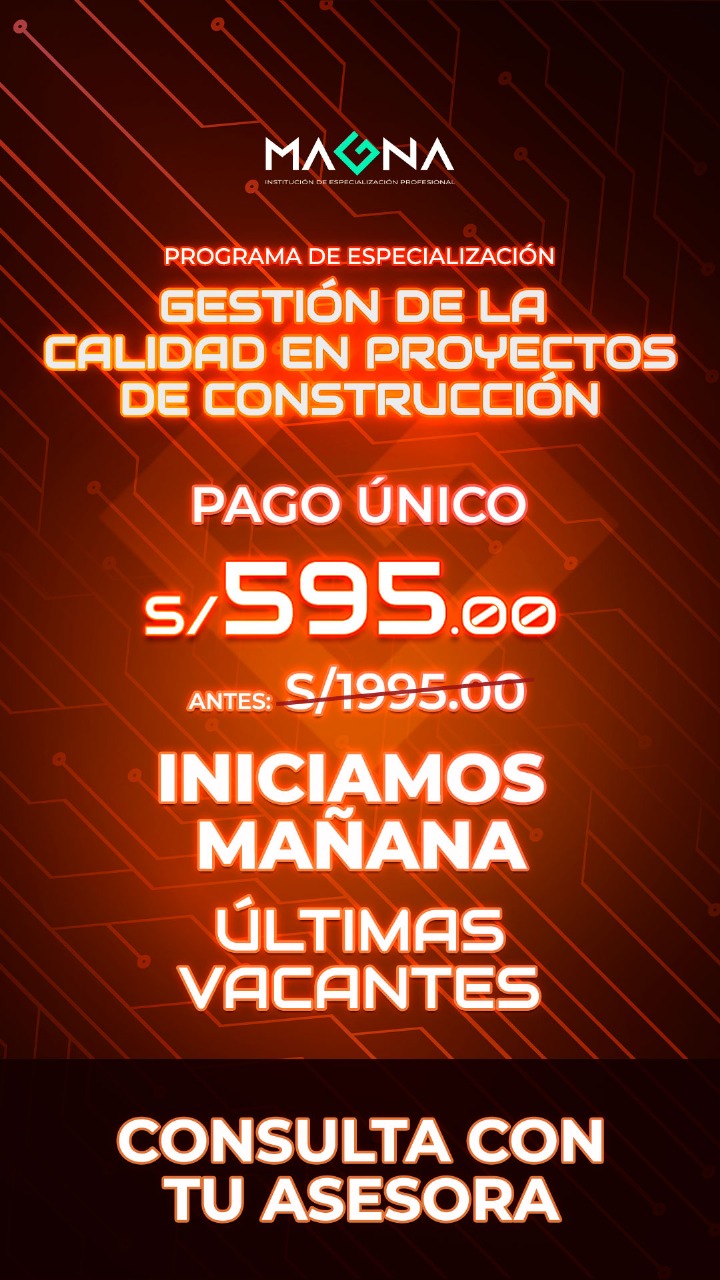 MAGNA
INSTITUCIÓN DE ESPECIALIZACIÓN PROFESIONAL
PROGRAMA DE ESPECIALIZACIÓN
GESTIÓN DE LA
CALIDAD EN PROYECTOS
DE CONSTRUCCIÓN
PAGO ÚNICO
S/595.00
ANTES: S/1995.00
INICIAMOS
MAÑANA
ÚLTIMAS
VACANTES
CONSULTA CON
TU ASESORA